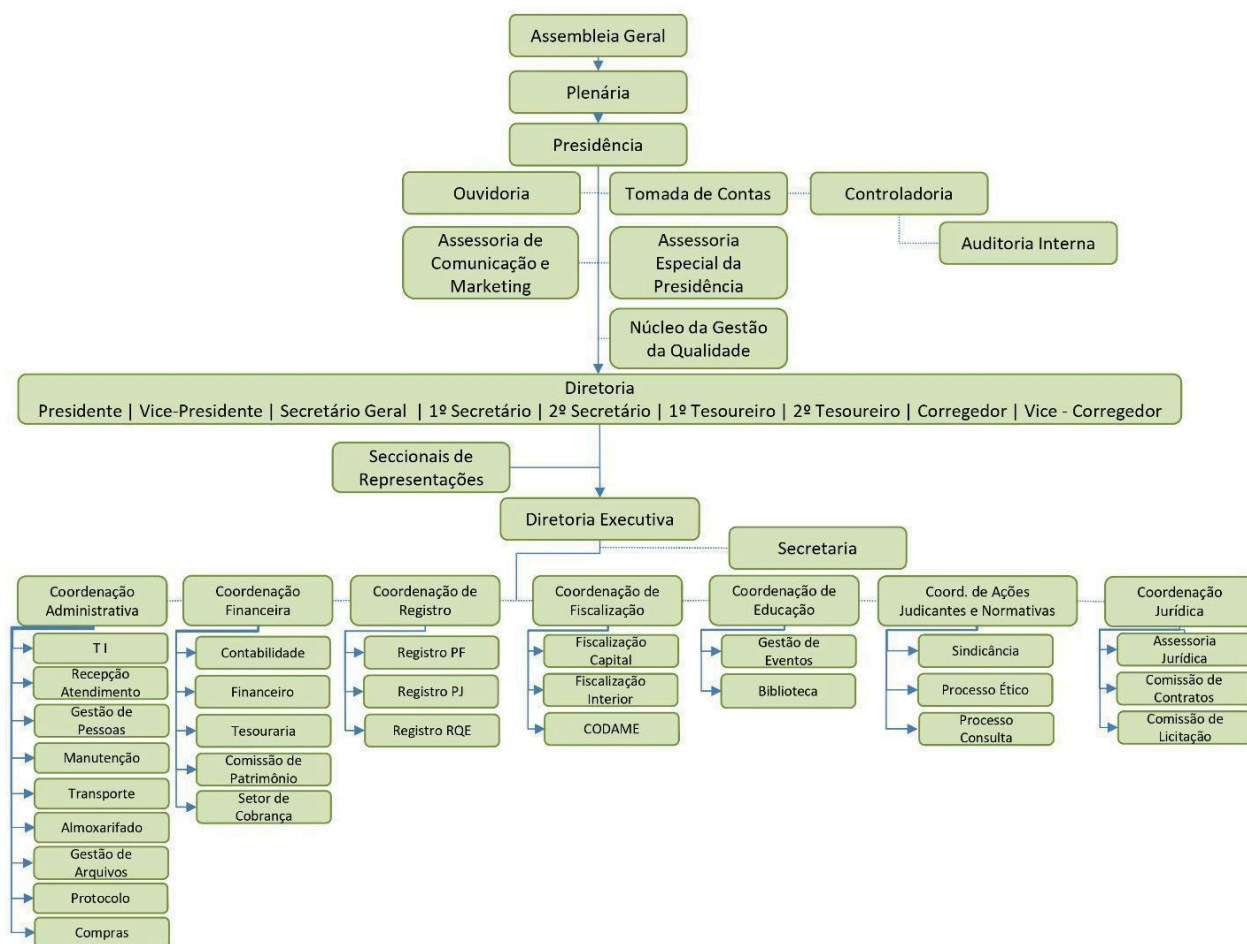 Assembleia Geral
Plenária
Presidência
Ouvidoria
Tomada de Contas
Controladoria
Auditoria Interna
Assessoria de
Comunicação e
Marketing
Assessoria
Especial da
Presidência
Núcleo da Gestão
da Qualidade
Diretoria
Presidente | Vice-Presidente | Secretário Geral | 1º Secretário | 2º Secretário | 1º Tesoureiro | 2º Tesoureiro | Corregedor | Vice - Corregedor
Seccionais de
Representações
Diretoria Executiva
Secretaria
Coordenação
Administrativa
T I
Recepção
Atendimento
Gestão de
Pessoas
Manutenção
Transporte
Almoxarifado
Gestão de
Arquivos
Protocolo
Compras
Coordenação
Financeira
Contabilidade
Financeiro
Tesouraria
Comissão de
Patrimônio
Setor de
Cobrança
Coordenação de
Registro
Registro PF
Registro PJ
Registro RQE
Coordenação de
Fiscalização
Fiscalização
Capital
Fiscalização
Interior
CODAME
Coordenação de
Educação
Gestão de
Eventos
Biblioteca
Coord. de Ações
Judicantes e Normativas
Sindicância
Processo Ético
Processo
Consulta
Coordenação
Jurídica
Assessoria
Jurídica
Comissão de
Contratos
Comissão de
Licitação